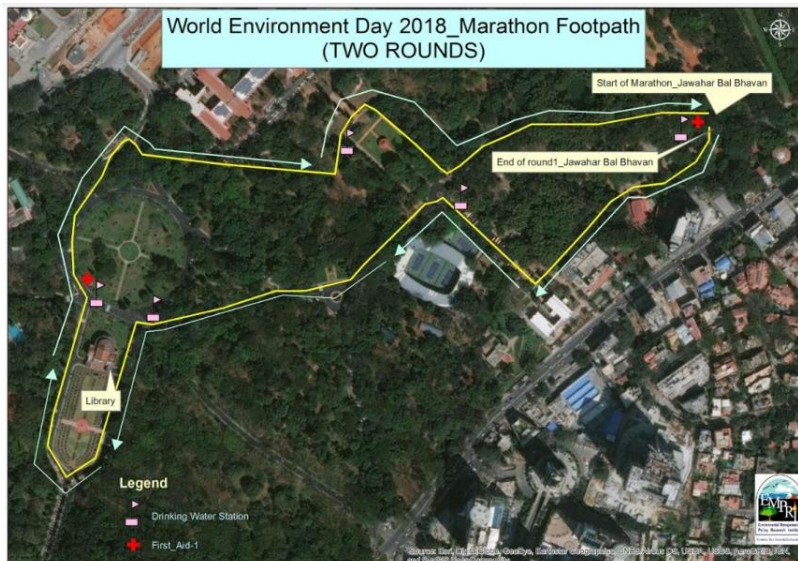 World Environment Day 2018_Marathon Footpath
(TWO ROUNDS)
Start of Marathon_Jawahar Bal Bhavan
End of round1_Jawahar Bal Bhavan
Library
Legend
Drinking Water Station
First_Aid-1
EMPRI